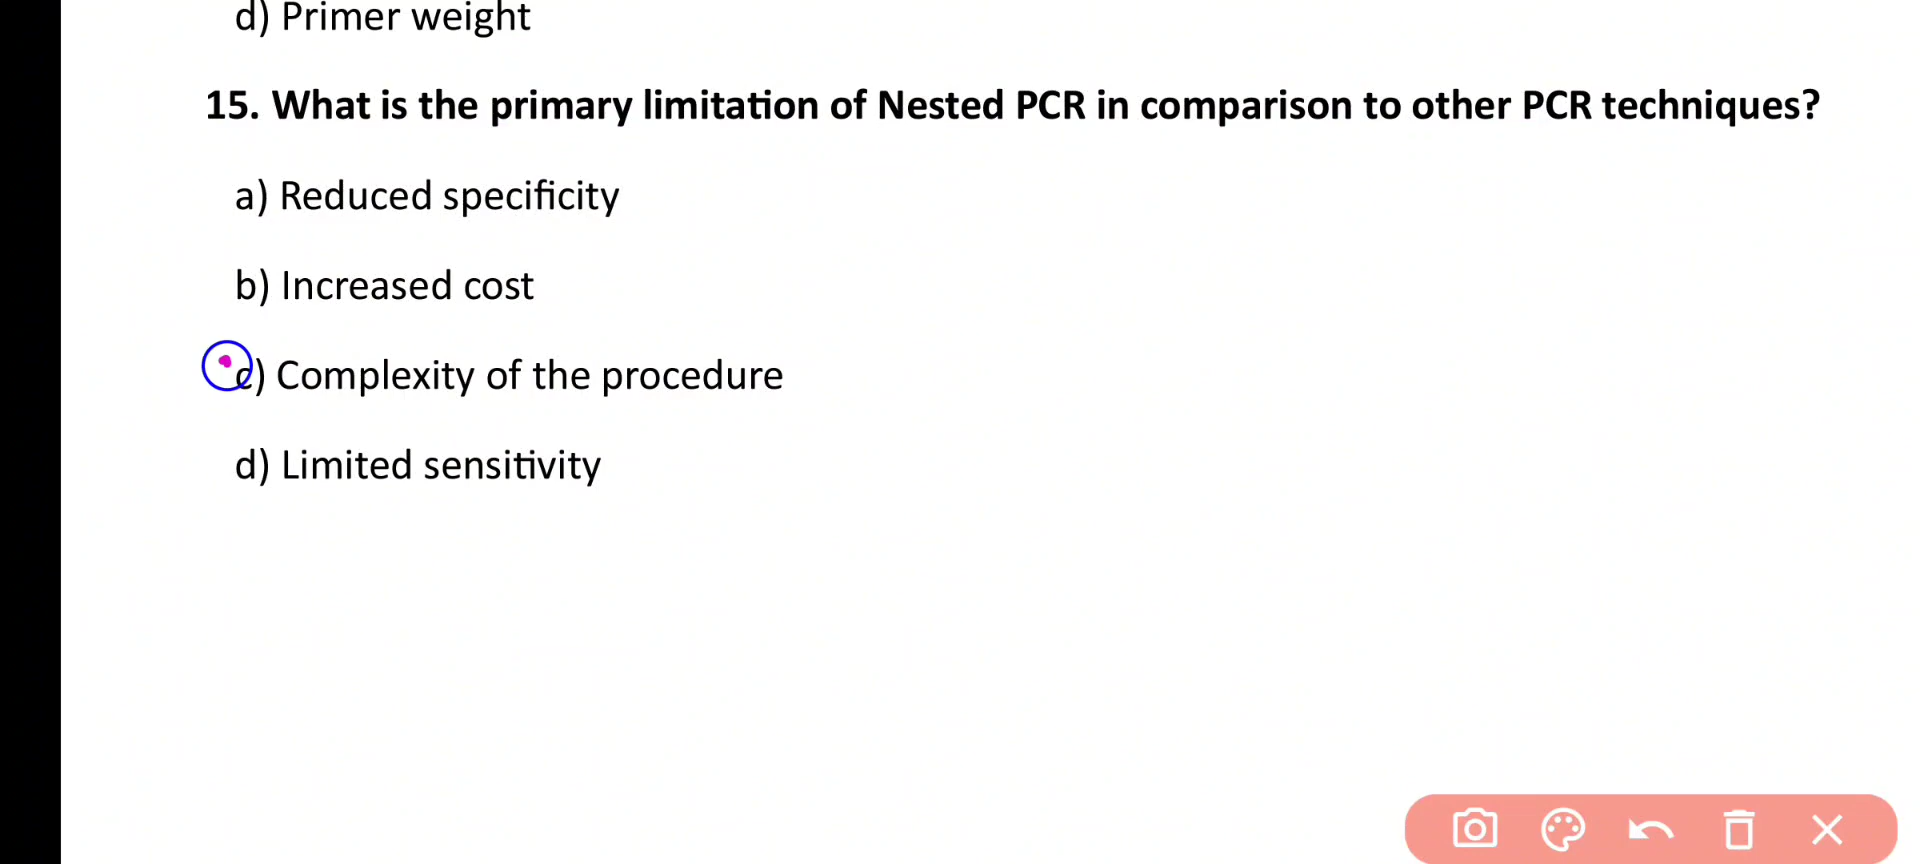 d) Primer weight
15. What is the primary limitation of Nested PCR in comparison to other PCR techniques?
a) Reduced specificity
b) Increased cost
c) Complexity of the procedure
d) Limited sensitivity